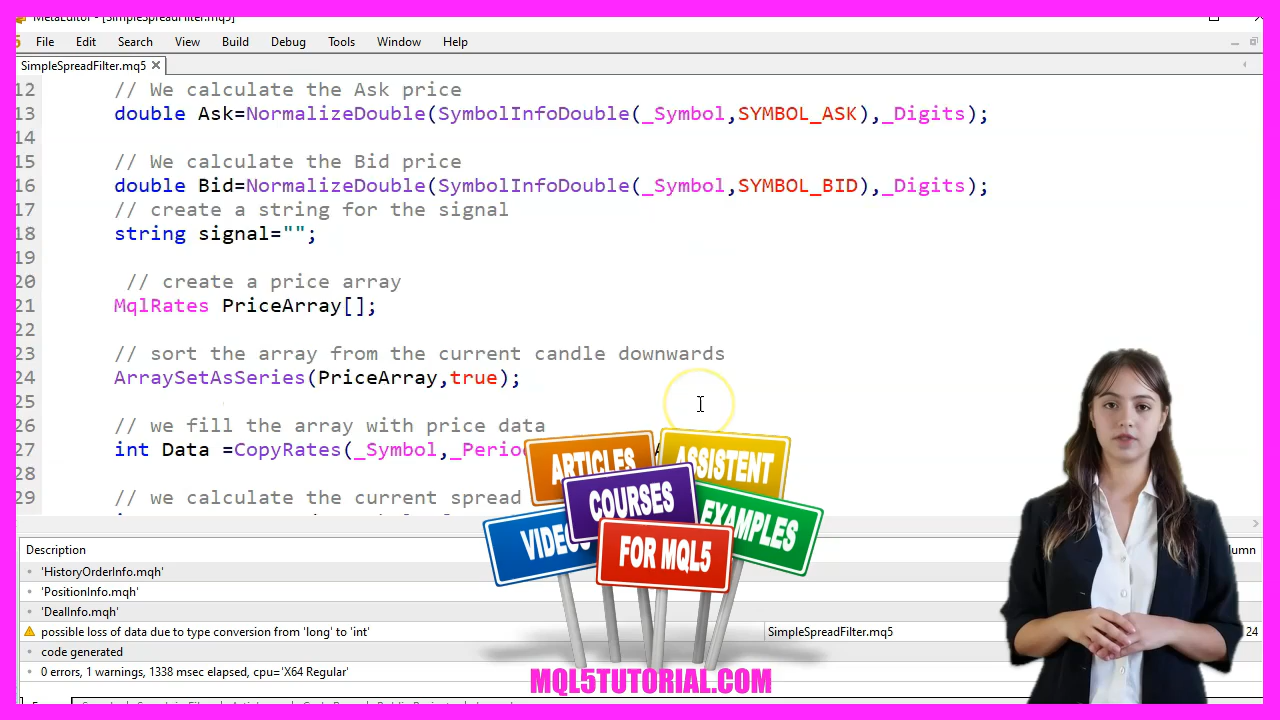 MetaEditor - [SimpleSpreadFilter.mq5]
File Edit Search View Build Debug Tools Window Help
SimpleSpreadFilter.mq5
12 // We calculate the Ask price
13 double Ask=NormalizeDouble(SymbolInfoDouble(_Symbol,SYMBOL_ASK),_Digits);
14
15 // We calculate the Bid price
16 double Bid=NormalizeDouble(SymbolInfoDouble(_Symbol,SYMBOL_BID),_Digits);
17 // create a string for the signal
18 string signal="";
19
20 // create a price array
21 MqlRates PriceArray[];
22
23 // sort the array from the current candle downwards
24 ArraySetAsSeries(PriceArray,true);
25
26 // we fill the array with price data
27 int Data =CopyRates(_Symbol,_Perio
28
29 // we calculate the current spread
ARTICLES
ASSISTENT
COURSES
EXAMPLES
VIDEOS
FOR MQL5
MQL5TUTORIAL.COM
Description
'HistoryOrderInfo.mqh'
'PositionInfo.mqh'
'DealInfo.mqh'
possible loss of data due to type conversion from 'long' to 'int' SimpleSpreadFilter.mq5 24
code generated
0 errors, 1 warnings, 1338 msec elapsed, cpu='X64 Regular'